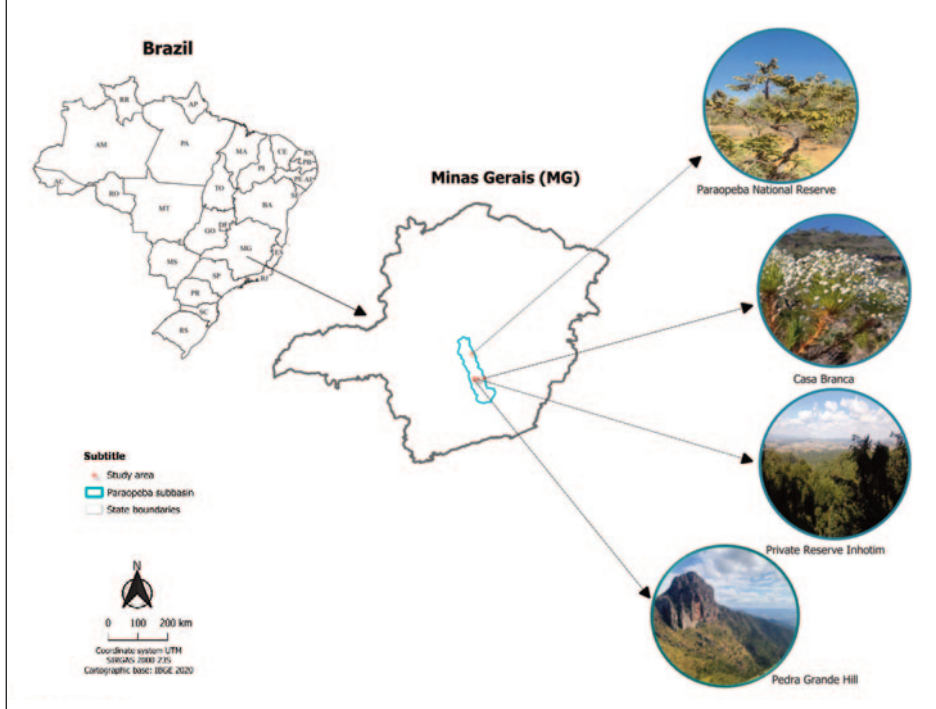 Brazil
RR
AP
AM
PA
MA
CE
RN
PB
PI
PE
AL
AC
TO
RO
BA
MT
GO
DF
MG
ES
MS
SP
RJ
PR
SC
RS
Minas Gerais (MG)
Paraopeba National Reserve
Casa Branca
Private Reserve Inhotim
Pedra Grande Hill
Subtitle
Study area
Paraopeba subbasin
State boundaries
N
0 100 200 km
Coordinate system UTM
SIRGAS 2000 23S
Cartographic base: IBGE 2020